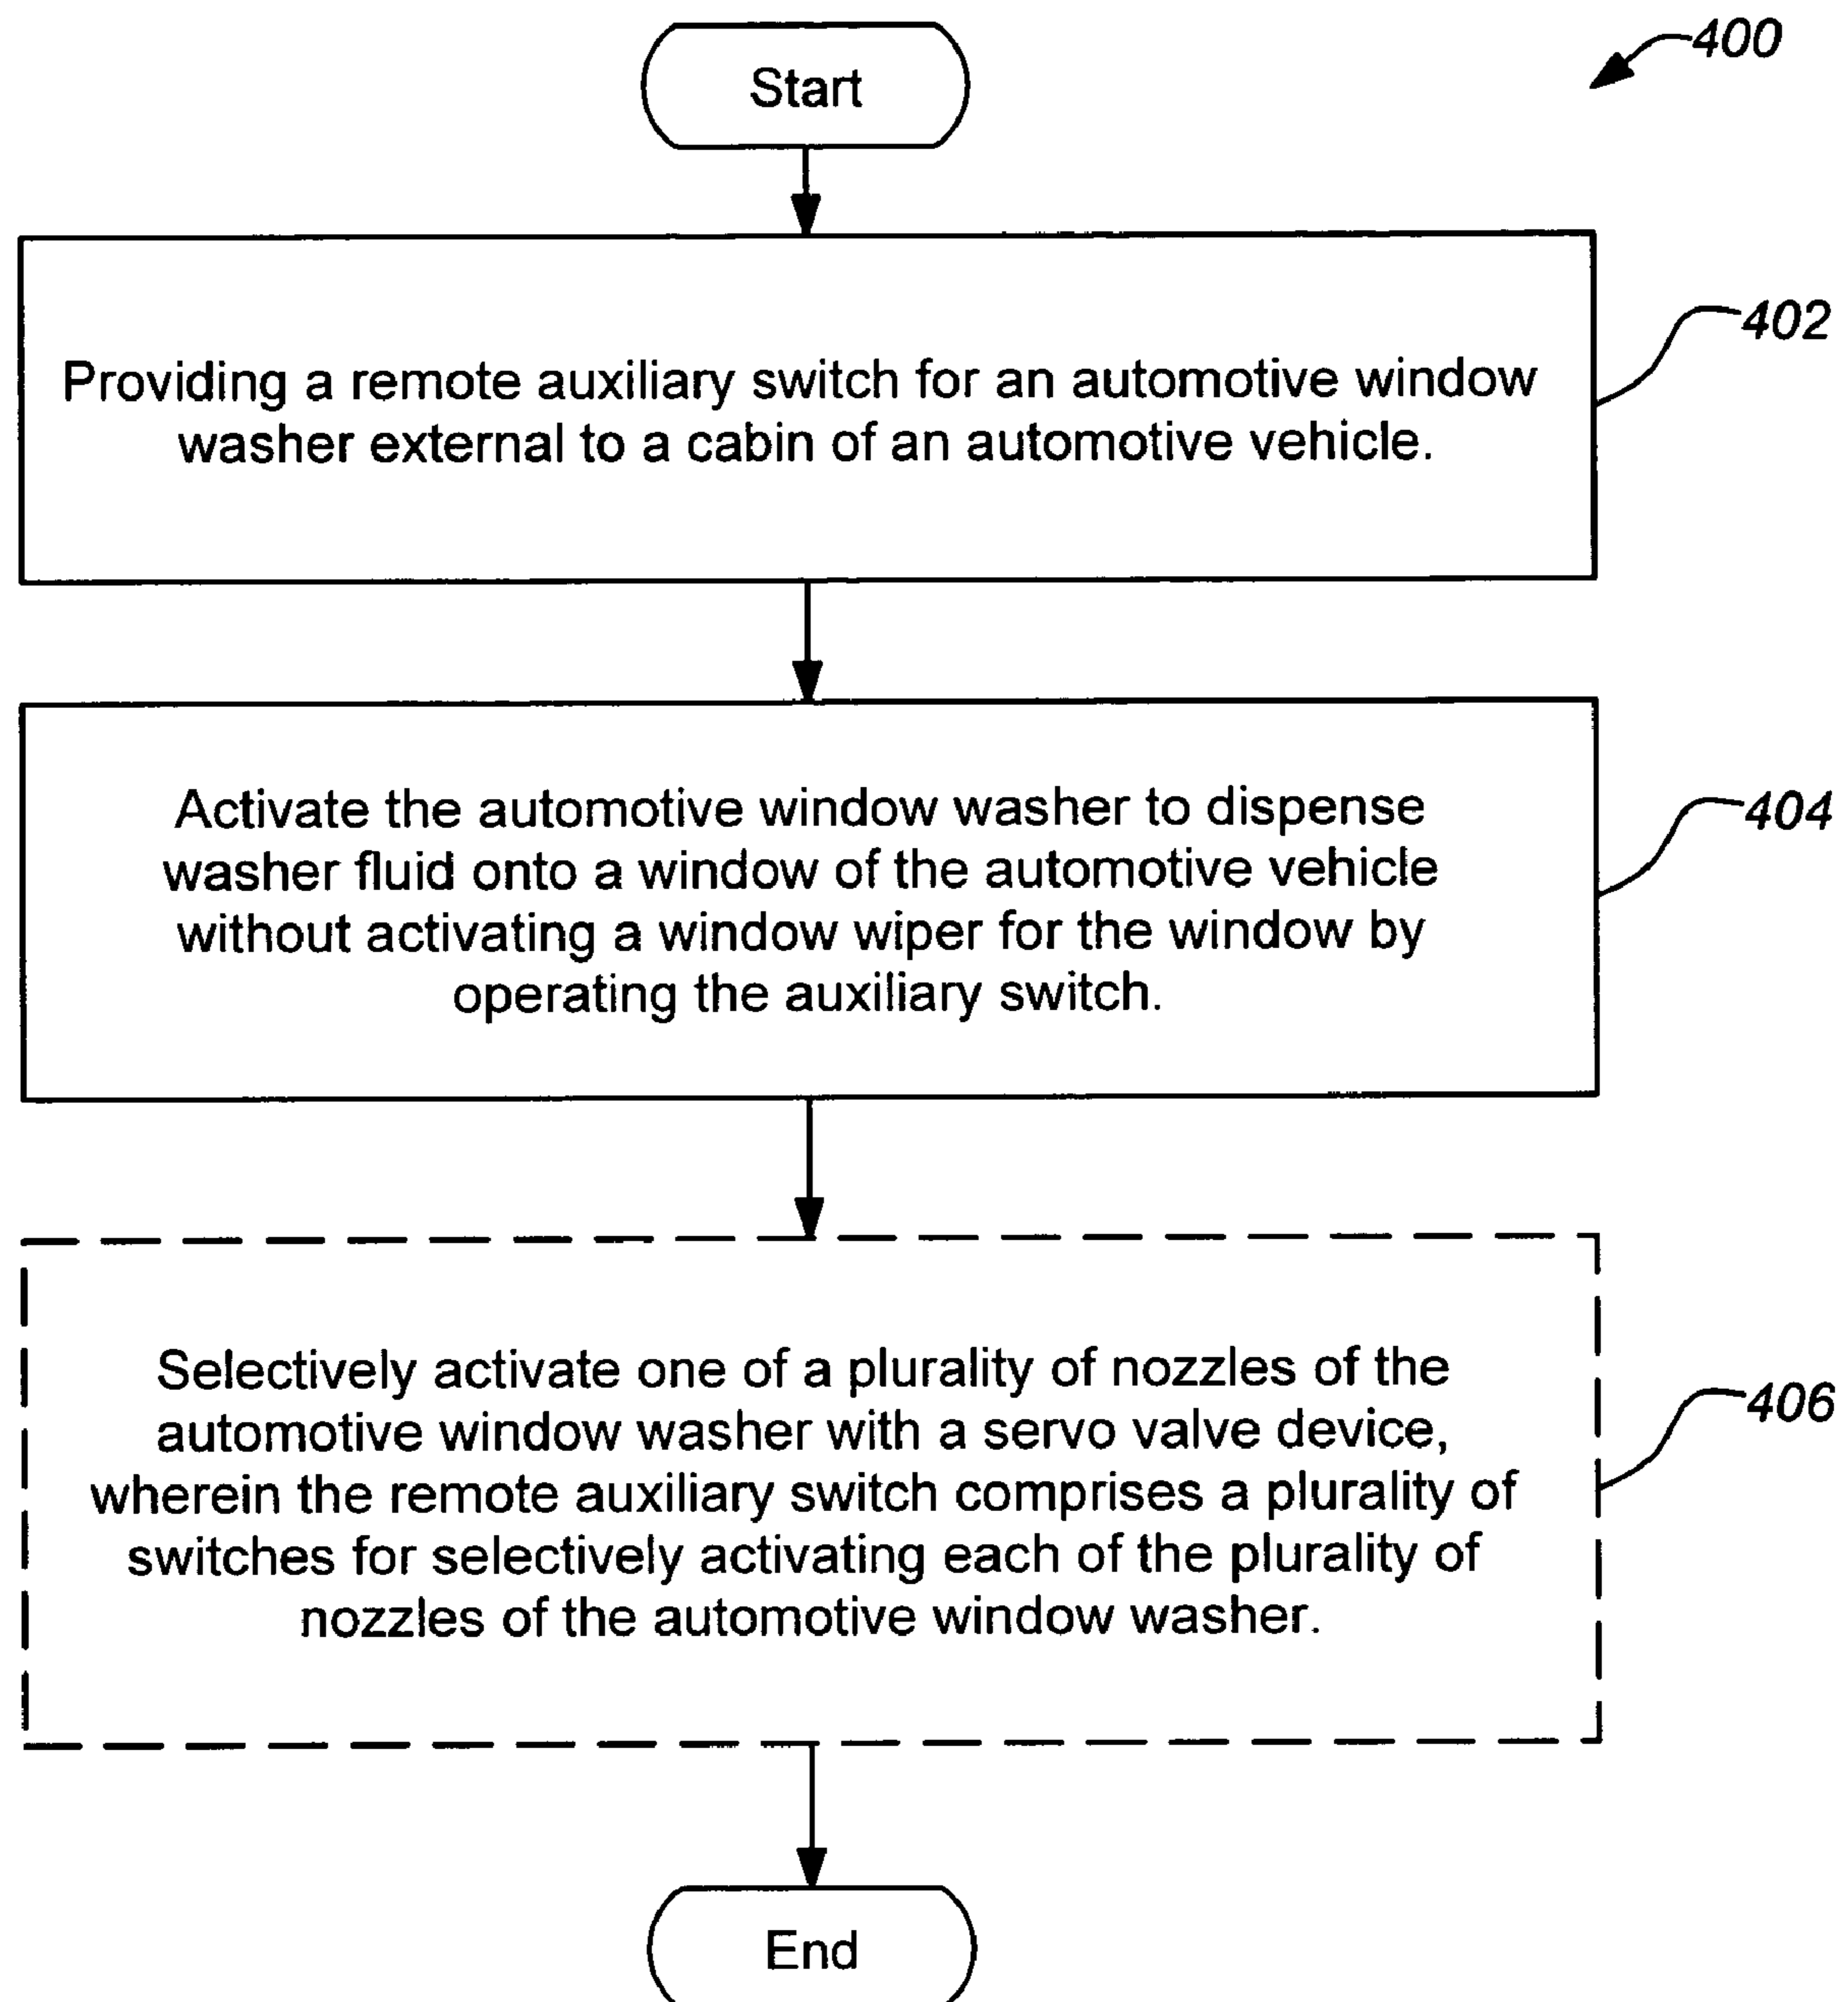 Start
400
Providing a remote auxiliary switch for an automotive window
washer external to a cabin of an automotive vehicle.
402
Activate the automotive window washer to dispense
washer fluid onto a window of the automotive vehicle
without activating a window wiper for the window by
operating the auxiliary switch.
404
Selectively activate one of a plurality of nozzles of the
automotive window washer with a servo valve device,
wherein the remote auxiliary switch comprises a plurality of
switches for selectively activating each of the plurality of
nozzles of the automotive window washer.
406
End